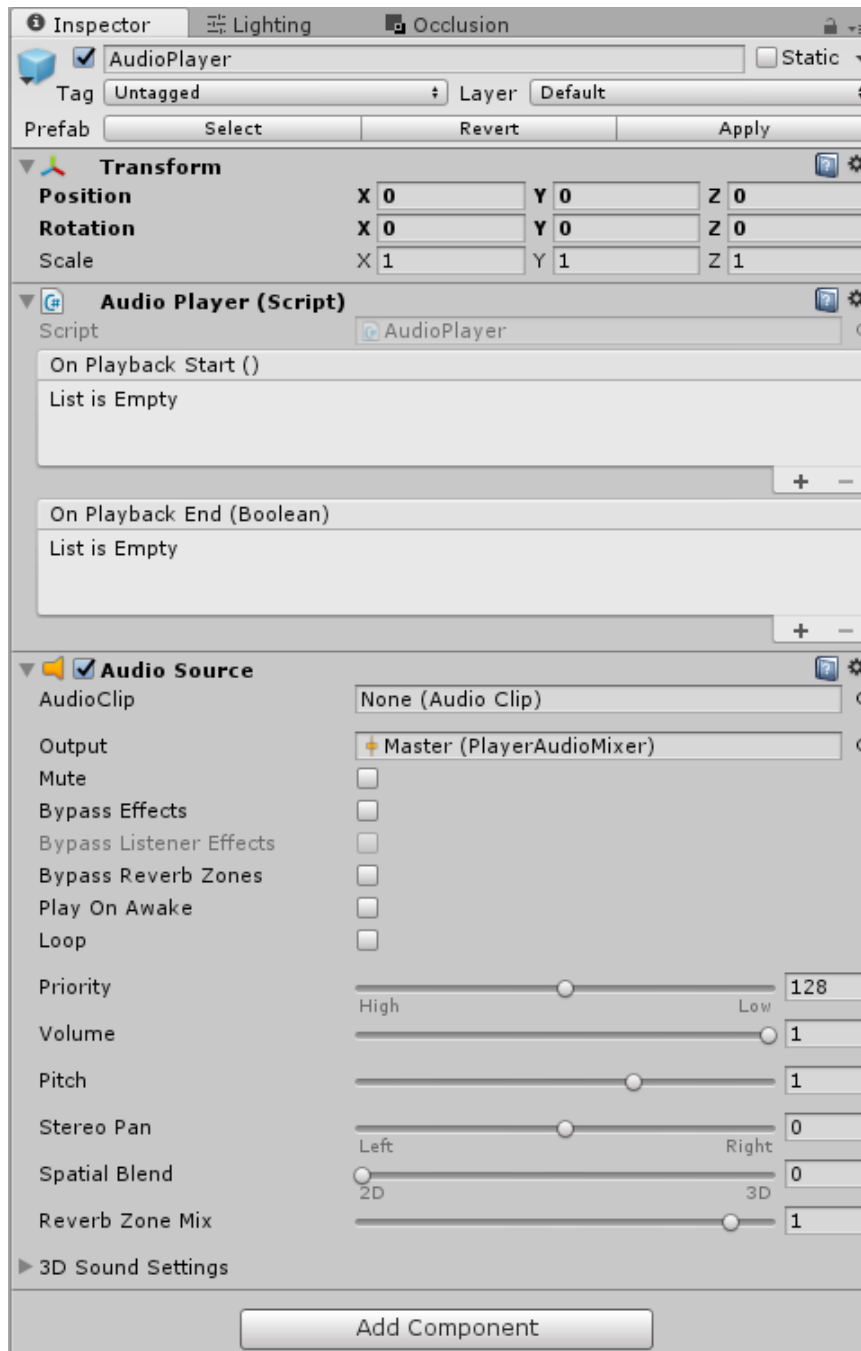 Inspector Lighting Occlusion
AudioPlayer Static
Tag Untagged Layer Default
Prefab Select Revert Apply
Transform
Position X 0 Y 0 Z 0
Rotation X 0 Y 0 Z 0
Scale X 1 Y 1 Z 1
Audio Player (Script)
Script AudioPlayer
On Playback Start ()
List is Empty
+ −
On Playback End (Boolean)
List is Empty
+ −
Audio Source
AudioClip None (Audio Clip)
Output Master (PlayerAudioMixer)
Mute
Bypass Effects
Bypass Listener Effects
Bypass Reverb Zones
Play On Awake
Loop
Priority 128
High Low
Volume 1
Pitch 1
Stereo Pan 0
Left Right
Spatial Blend 0
2D 3D
Reverb Zone Mix 1
3D Sound Settings
Add Component